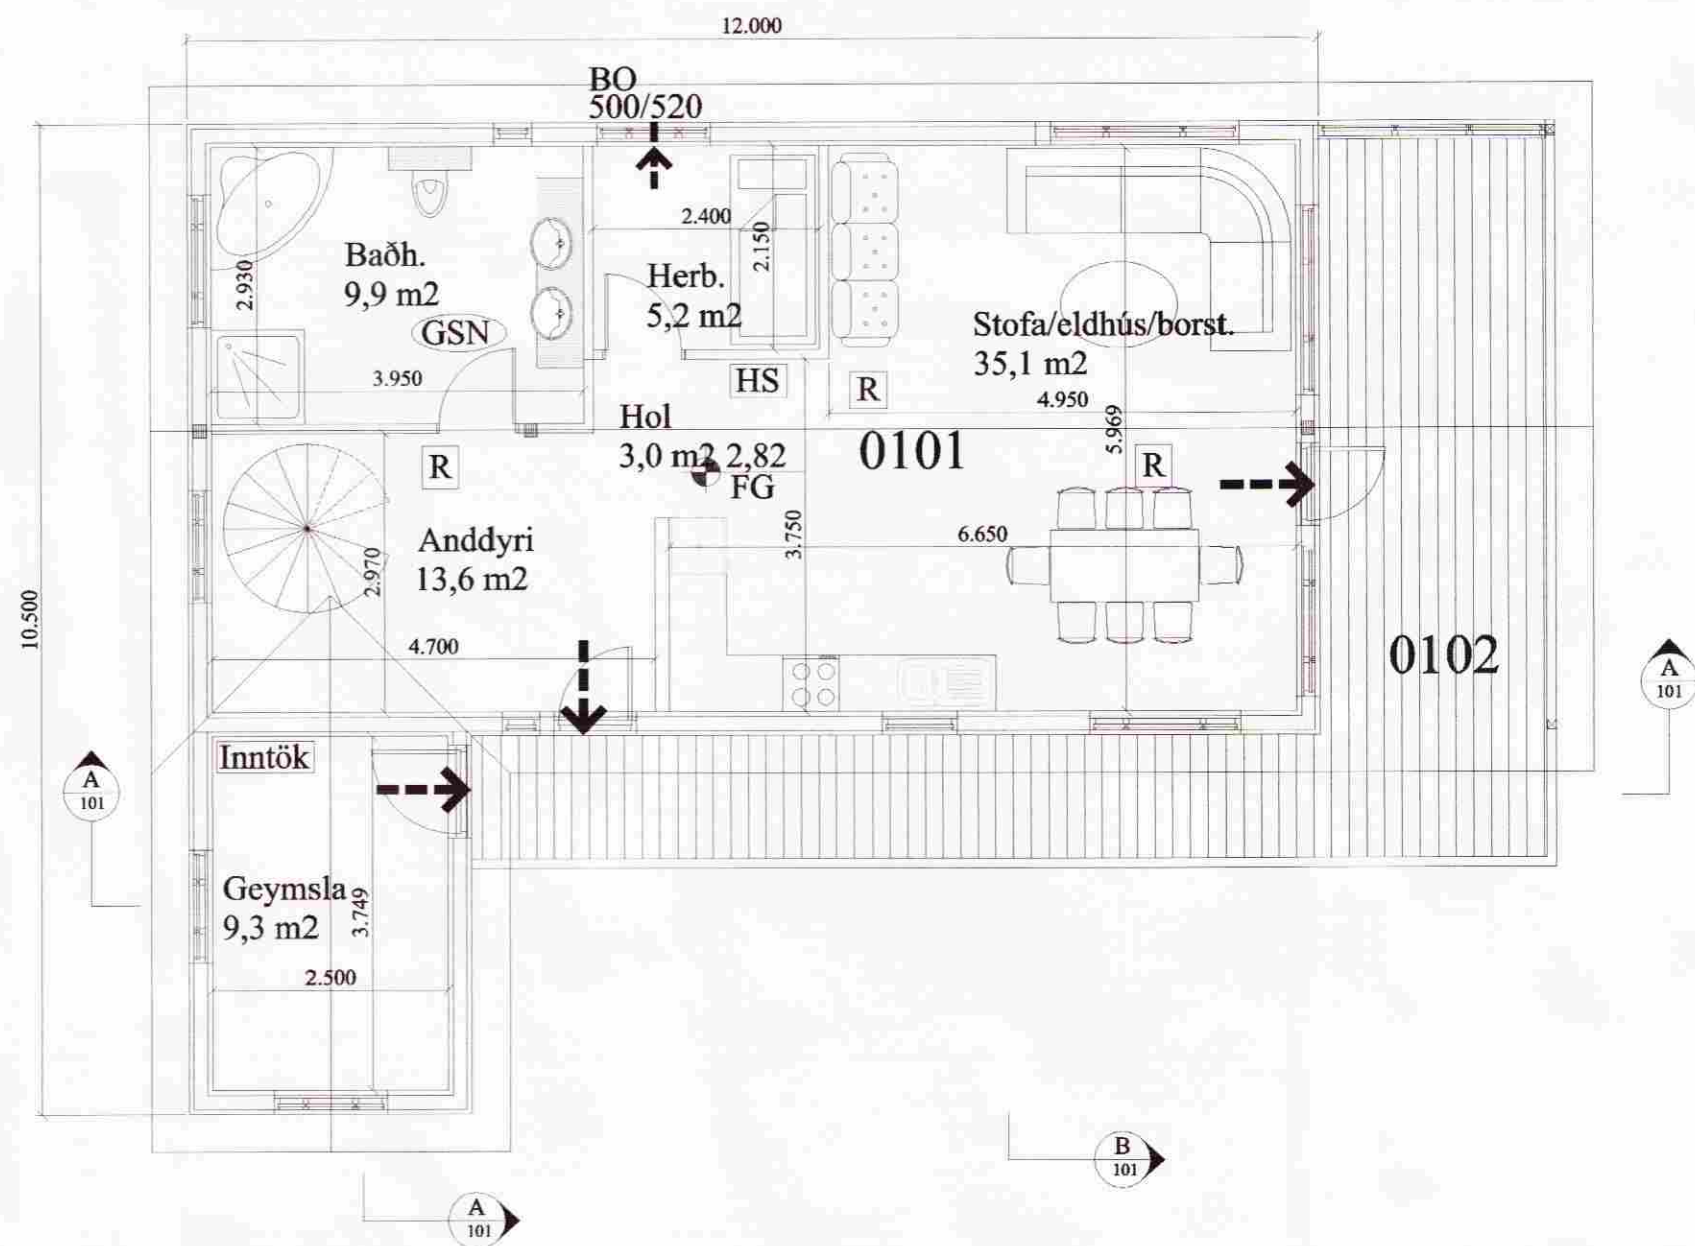 12.000
BO
500/520
10.500
Baðh.
9,9 m2
GSN
2.930
3.950
2.400
2.150
Herb.
5,2 m2
HS
R
Stofa/eldhús/borst.
35,1 m2
4.950
5.969
Hol
3,0 m2 2,82
FG
0101
R
R
Anddyri
13,6 m2
2.970
4.700
3.750
6.650
0102
A
101
A
101
Inntök
Geymsla
9,3 m2
3.749
2.500
B
101
A
101